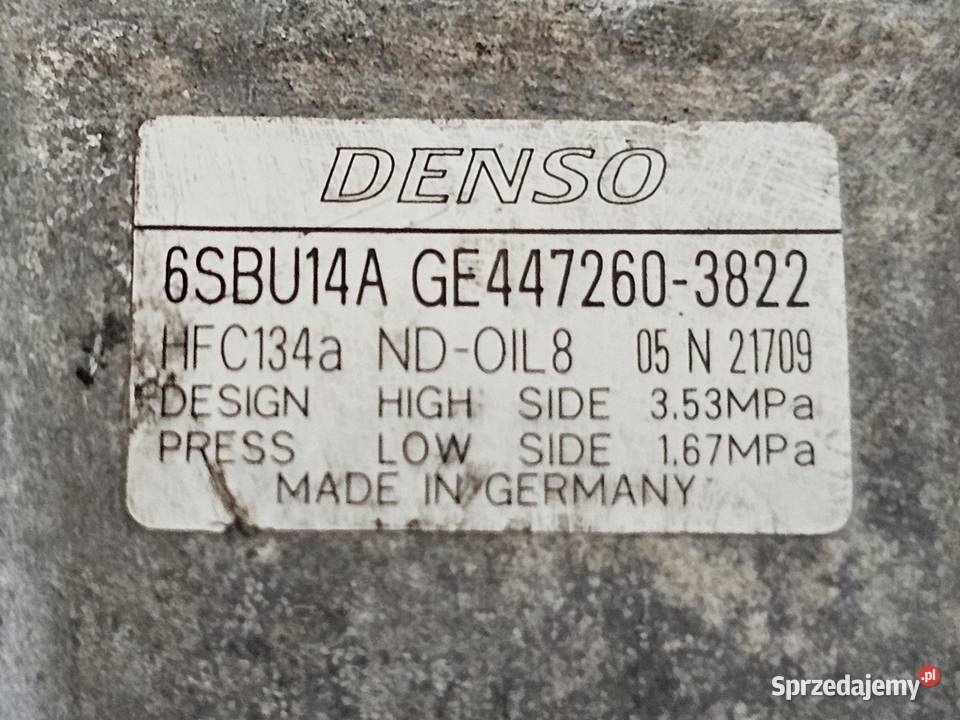 DENSO
6SBU14A GE447260-3822
HFC134a ND-OIL8 05 N 21709
DESIGN HIGH SIDE 3.53MPa
PRESS LOW SIDE 1.67MPa
MADE IN GERMANY
Sprzedajemy.pl